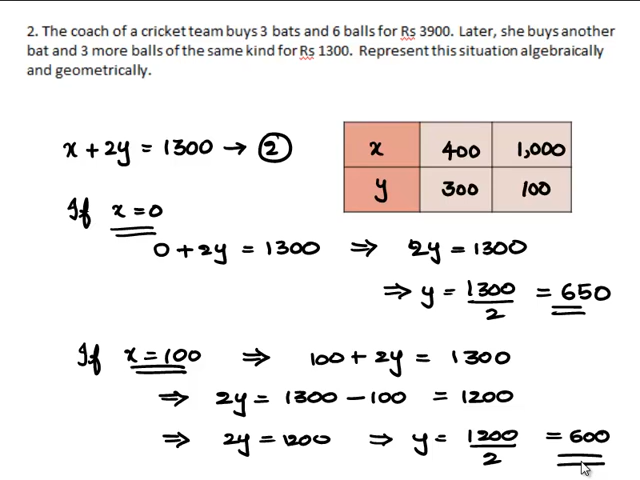 2. The coach of a cricket team buys 3 bats and 6 balls for Rs 3900. Later, she buys another
bat and 3 more balls of the same kind for Rs 1300. Represent this situation algebraically
and geometrically.
x + 2y = 1300 → ②
x 400 1,000
y 300 100
If x = 0
0 + 2y = 1300 ⇒ 2y = 1300
⇒ y = 1300/2 = 650
If x = 100 ⇒ 100 + 2y = 1300
⇒ 2y = 1300 - 100 = 1200
⇒ 2y = 1200 ⇒ y = 1200/2 = 600